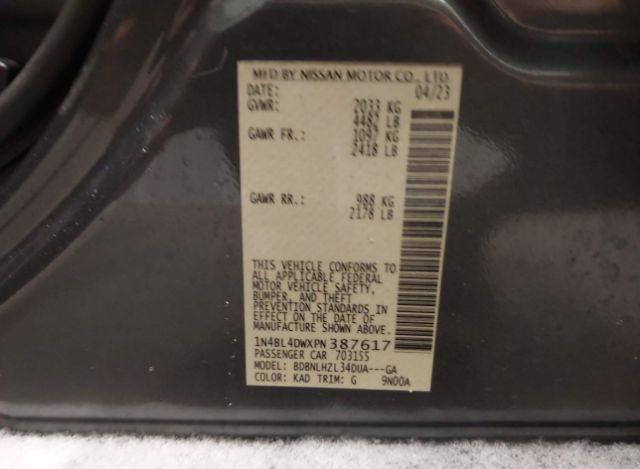 MFD BY NISSAN MOTOR CO., LTD.
DATE: 04/23
GVWR: 2033 KG
4482 LB
GAWR FR.: 1097 KG
2418 LB
GAWR RR.: 988 KG
2178 LB
THIS VEHICLE CONFORMS TO
ALL APPLICABLE FEDERAL
MOTOR VEHICLE SAFETY,
BUMPER, AND THEFT
PREVENTION STANDARDS IN
EFFECT ON THE DATE OF
MANUFACTURE SHOWN ABOVE.
1N4BL4DWXPN387617
PASSENGER CAR 703155
MODEL: BDBNLHZL34DUA---GA
COLOR: KAD TRIM: G 9N00A